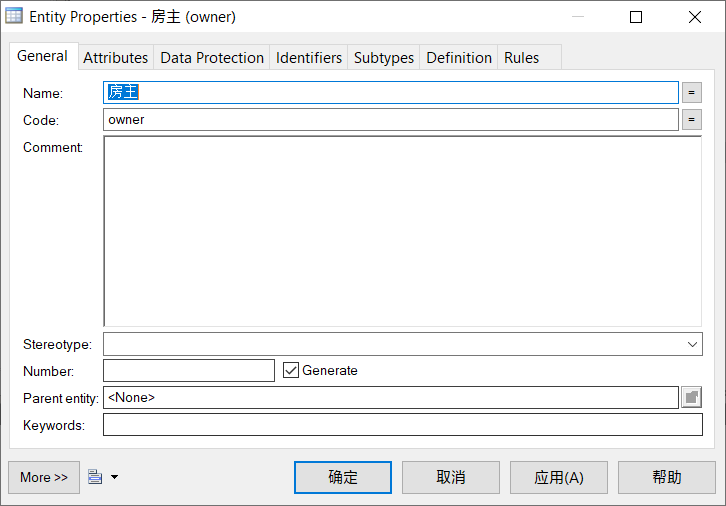 Entity Properties - 房主 (owner)
General Attributes Data Protection Identifiers Subtypes Definition Rules
Name: 房主 =
Code: owner =
Comment:
Stereotype:
Number: Generate
Parent entity: <None>
Keywords:
More >> 确定 取消 应用(A) 帮助